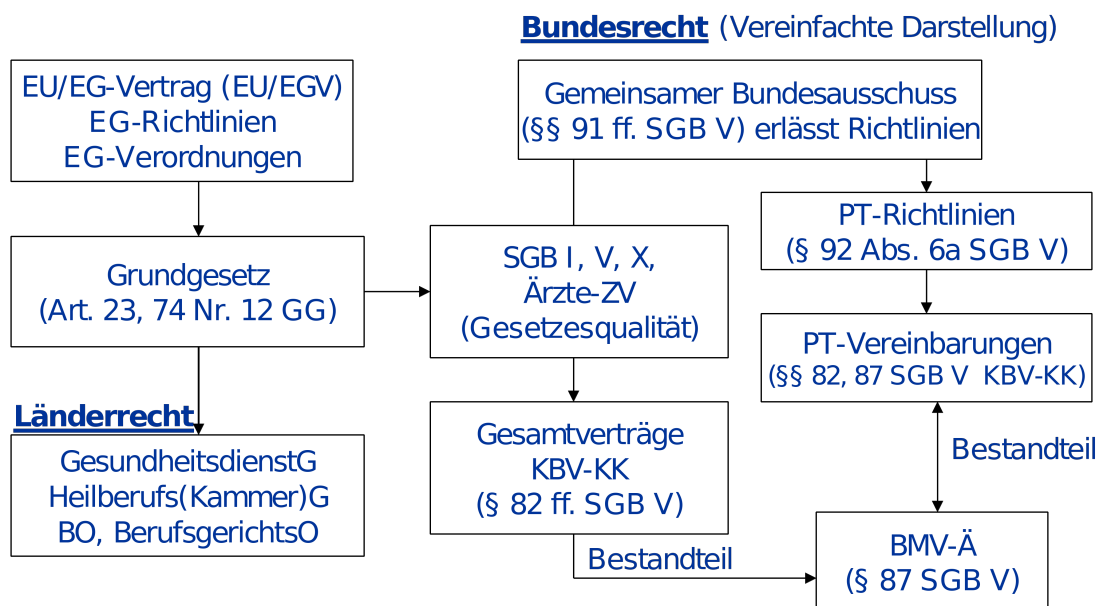 Bundesrecht (Vereinfachte Darstellung)
EU/EG-Vertrag (EU/EGV)
EG-Richtlinien
EG-Verordnungen
Gemeinsamer Bundesausschuss
(§§ 91 ff. SGB V) erlässt Richtlinien
PT-Richtlinien
(§ 92 Abs. 6a SGB V)
Grundgesetz
(Art. 23, 74 Nr. 12 GG)
SGB I, V, X,
Ärzte-ZV
(Gesetzesqualität)
PT-Vereinbarungen
(§§ 82, 87 SGB V KBV-KK)
Länderrecht
GesundheitsdienstG
Heilberufs(Kammer)G
BO, BerufsgerichtsO
Gesamtverträge
KBV-KK
(§ 82 ff. SGB V)
Bestandteil
Bestandteil
BMV-Ä
(§ 87 SGB V)